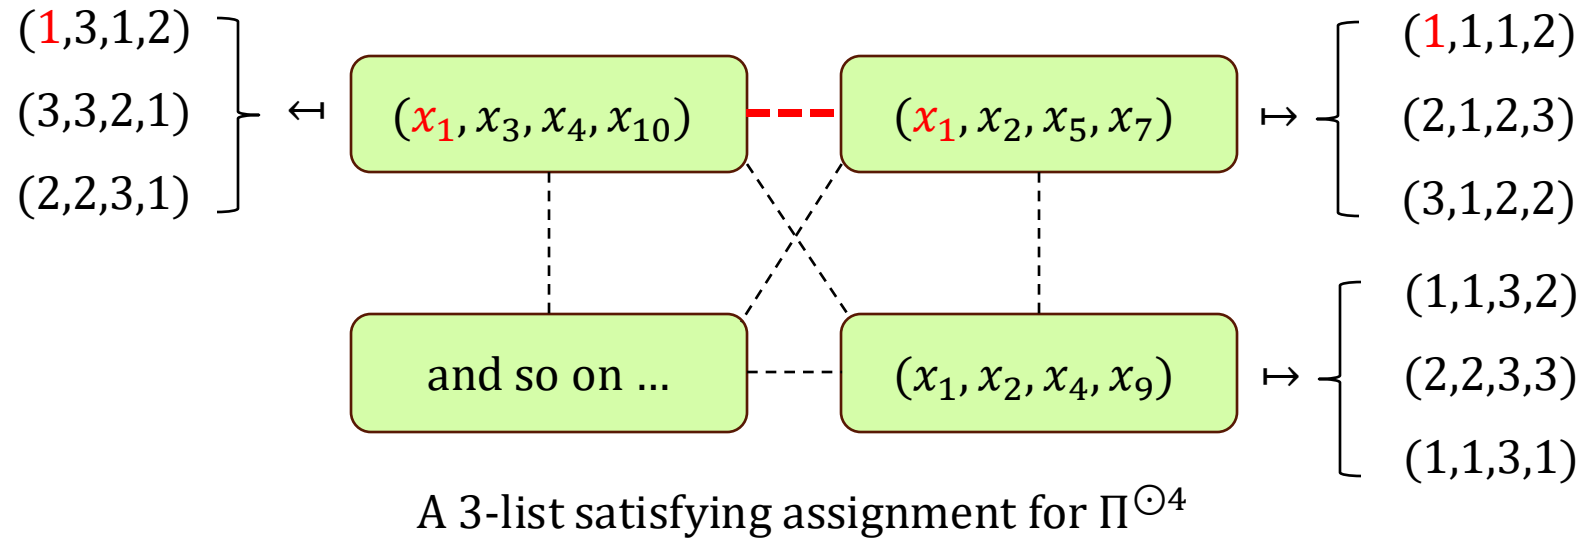 (1,3,1,2)
(3,3,2,1)
(2,2,3,1)
↤
(x₁, x₃, x₄, x₁₀)
(x₁, x₂, x₅, x₇)
↦
(1,1,1,2)
(2,1,2,3)
(3,1,2,2)
and so on ...
(x₁, x₂, x₄, x₉)
↦
(1,1,3,2)
(2,2,3,3)
(1,1,3,1)
A 3-list satisfying assignment for Π^⊙4